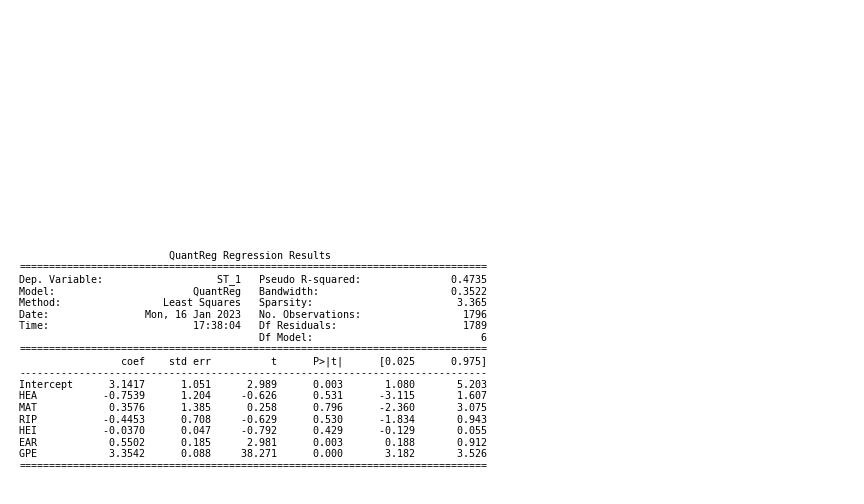 QuantReg Regression Results
==============================================================================
Dep. Variable:                   ST_1   Pseudo R-squared:               0.4735
Model:                       QuantReg   Bandwidth:                      0.3522
Method:                 Least Squares   Sparsity:                        3.365
Date:                Mon, 16 Jan 2023   No. Observations:                 1796
Time:                        17:38:04   Df Residuals:                     1789
                                        Df Model:                            6
==============================================================================
                 coef    std err          t      P>|t|      [0.025      0.975]
------------------------------------------------------------------------------
Intercept      3.1417      1.051      2.989      0.003       1.080       5.203
HEA           -0.7539      1.204     -0.626      0.531      -3.115       1.607
MAT            0.3576      1.385      0.258      0.796      -2.360       3.075
RIP           -0.4453      0.708     -0.629      0.530      -1.834       0.943
HEI           -0.0370      0.047     -0.792      0.429      -0.129       0.055
EAR            0.5502      0.185      2.981      0.003       0.188       0.912
GPE            3.3542      0.088     38.271      0.000       3.182       3.526
==============================================================================